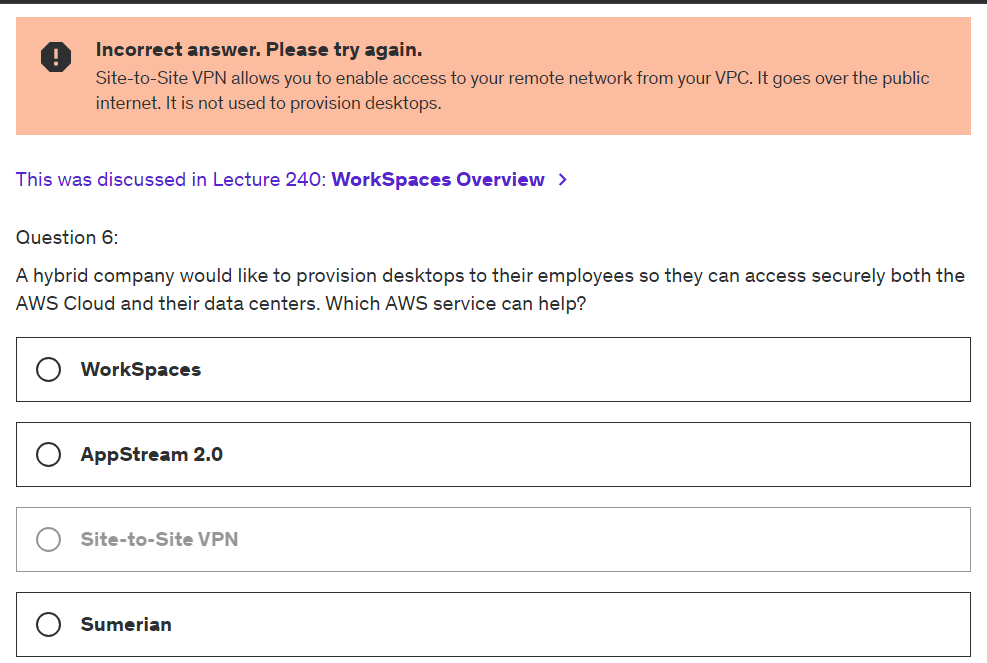 Incorrect answer. Please try again.
Site-to-Site VPN allows you to enable access to your remote network from your VPC. It goes over the public
internet. It is not used to provision desktops.
This was discussed in Lecture 240: WorkSpaces Overview >
Question 6:
A hybrid company would like to provision desktops to their employees so they can access securely both the
AWS Cloud and their data centers. Which AWS service can help?
WorkSpaces
AppStream 2.0
Site-to-Site VPN
Sumerian